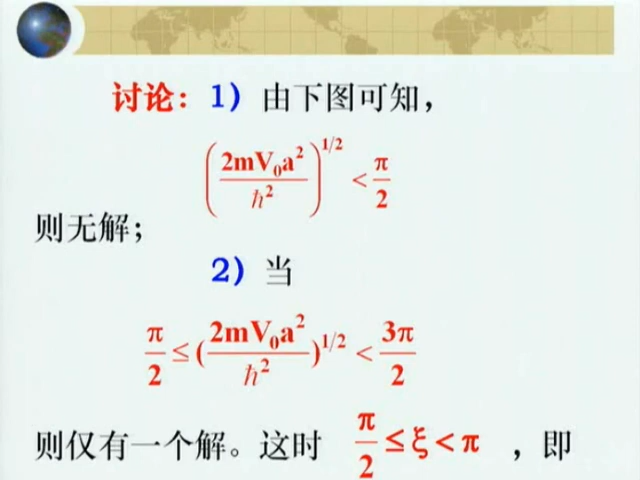 讨论：1) 由下图可知，
(2mV₀a²/ħ²)^{1/2} < π/2
则无解；
2) 当
π/2 ≤ (2mV₀a²/ħ²)^{1/2} < 3π/2
则仅有一个解。这时 π/2 ≤ ξ < π ，即